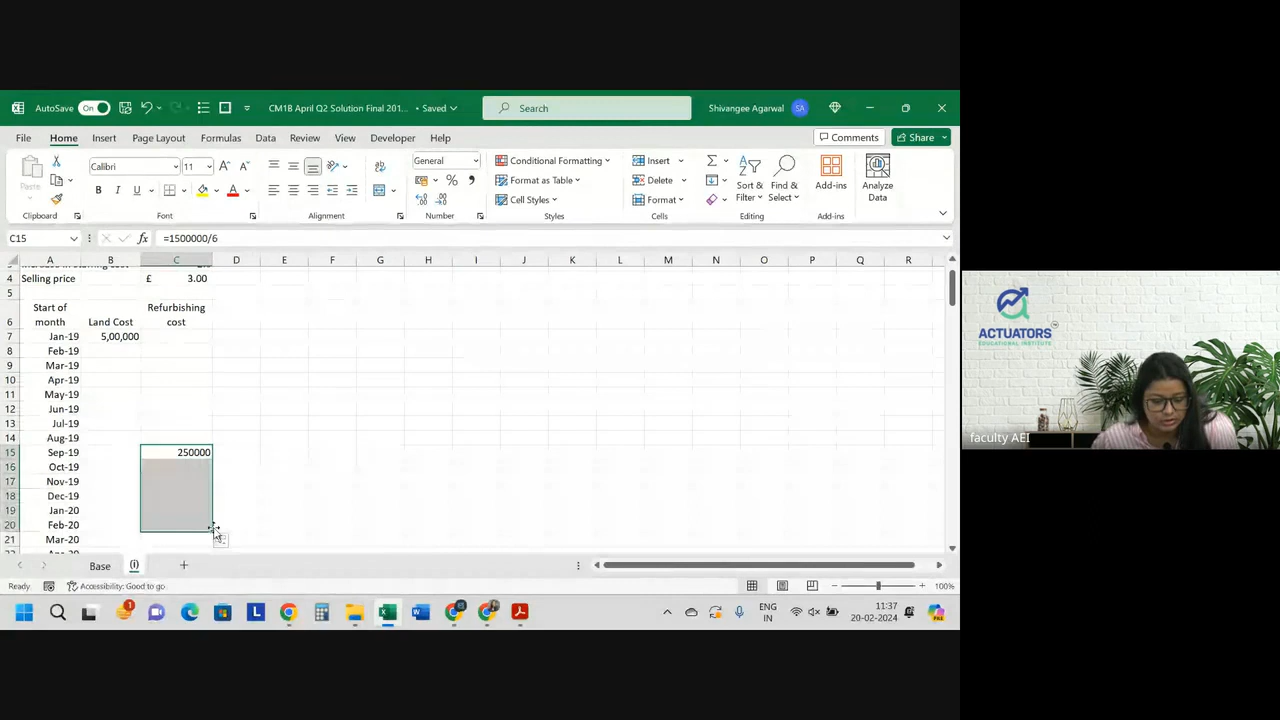 AutoSave On CM1B April Q2 Solution Final 201... • Saved Search Shivangee Agarwal SA
File Home Insert Page Layout Formulas Data Review View Developer Help Comments Share
Paste Calibri 11 A A General Conditional Formatting Insert Sort & Filter Find & Select Add-ins Analyze Data
B I U A % Format as Table Delete
Cell Styles Format
Clipboard Font Alignment Number Styles Cells Editing Add-ins
C15 fx =1500000/6
A B C D E F G H I J K L M N O P Q R
4 Selling price £ 3.00
5
6 Start of month Land Cost Refurbishing cost
7 Jan-19 5,00,000
8 Feb-19
9 Mar-19
10 Apr-19
11 May-19
12 Jun-19
13 Jul-19
14 Aug-19
15 Sep-19 250000
16 Oct-19
17 Nov-19
18 Dec-19
19 Jan-20
20 Feb-20
21 Mar-20
Base (i)
Ready Accessibility: Good to go 100%
ENG IN 11:37 20-02-2024
ACTUATORS
EDUCATIONAL INSTITUTE
faculty AEI